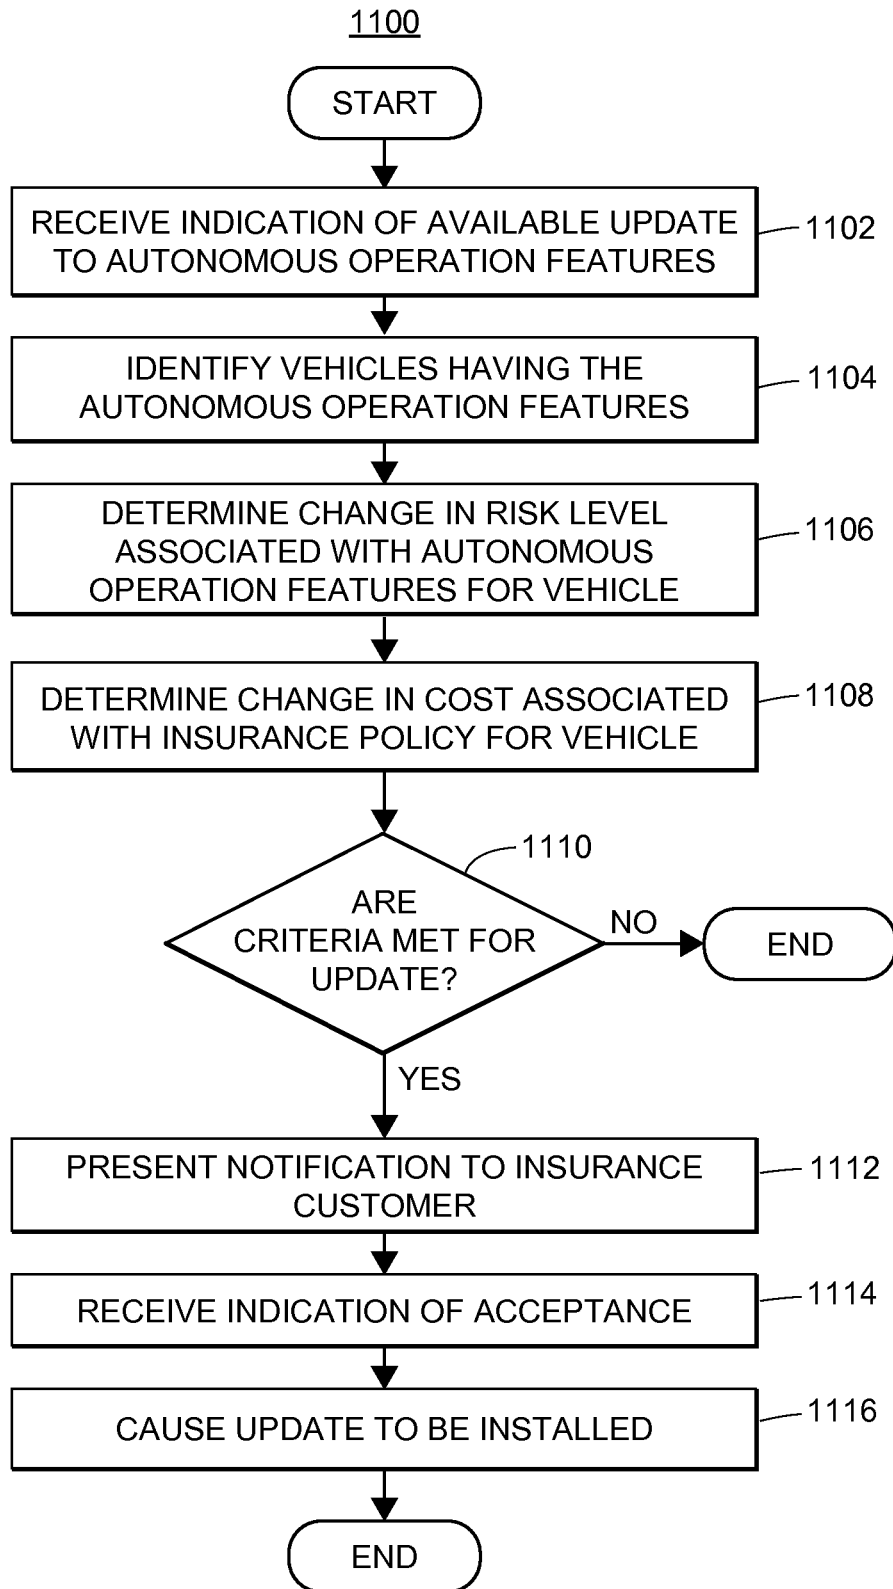 1100
START
RECEIVE INDICATION OF AVAILABLE UPDATE
TO AUTONOMOUS OPERATION FEATURES
1102
IDENTIFY VEHICLES HAVING THE
AUTONOMOUS OPERATION FEATURES
1104
DETERMINE CHANGE IN RISK LEVEL
ASSOCIATED WITH AUTONOMOUS
OPERATION FEATURES FOR VEHICLE
1106
DETERMINE CHANGE IN COST ASSOCIATED
WITH INSURANCE POLICY FOR VEHICLE
1108
1110
ARE
CRITERIA MET FOR
UPDATE?
NO
END
YES
PRESENT NOTIFICATION TO INSURANCE
CUSTOMER
1112
RECEIVE INDICATION OF ACCEPTANCE
1114
CAUSE UPDATE TO BE INSTALLED
1116
END